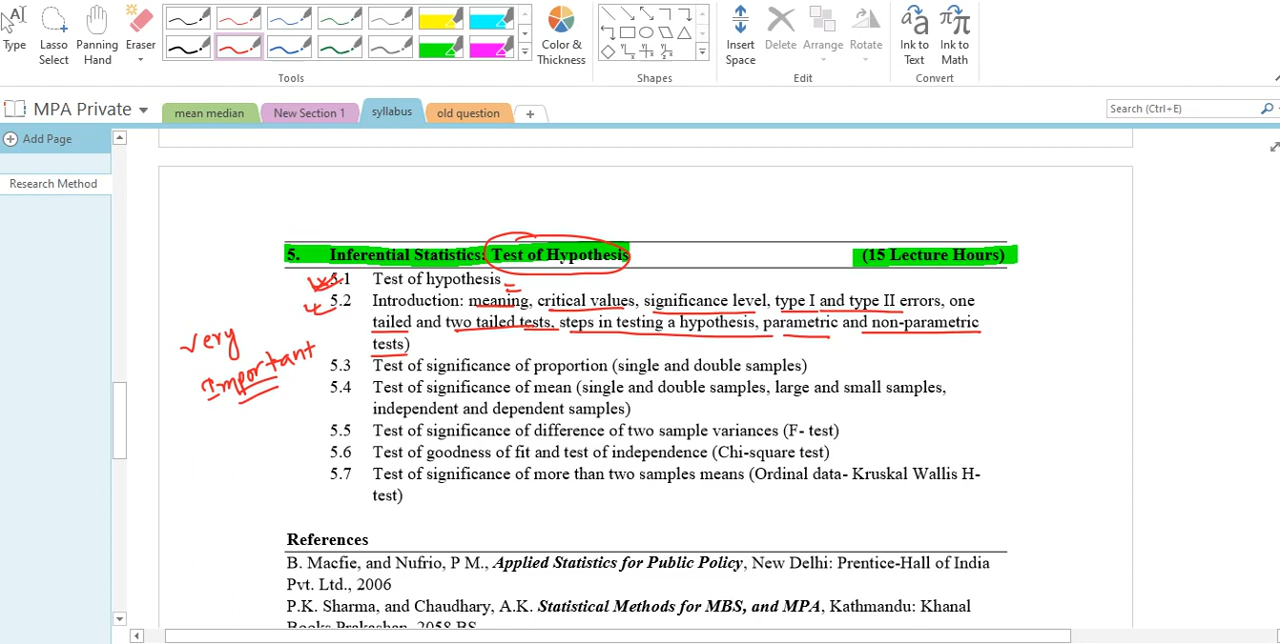 Type
Lasso Select
Panning Hand
Eraser
Color & Thickness
Insert Space
Delete
Arrange
Rotate
Ink to Text
Ink to Math
Tools
Shapes
Edit
Convert
MPA Private
mean median
New Section 1
syllabus
old question
Search (Ctrl+E)
Add Page
Research Method
5. Inferential Statistics: Test of Hypothesis (15 Lecture Hours)
5.1 Test of hypothesis
5.2 Introduction: meaning, critical values, significance level, type I and type II errors, one
tailed and two tailed tests, steps in testing a hypothesis, parametric and non-parametric
tests)
very
Important
5.3 Test of significance of proportion (single and double samples)
5.4 Test of significance of mean (single and double samples, large and small samples,
independent and dependent samples)
5.5 Test of significance of difference of two sample variances (F- test)
5.6 Test of goodness of fit and test of independence (Chi-square test)
5.7 Test of significance of more than two samples means (Ordinal data- Kruskal Wallis H-
test)
References
B. Macfie, and Nufrio, P M., Applied Statistics for Public Policy, New Delhi: Prentice-Hall of India
Pvt. Ltd., 2006
P.K. Sharma, and Chaudhary, A.K. Statistical Methods for MBS, and MPA, Kathmandu: Khanal
Books Prakashan, 2058 BS